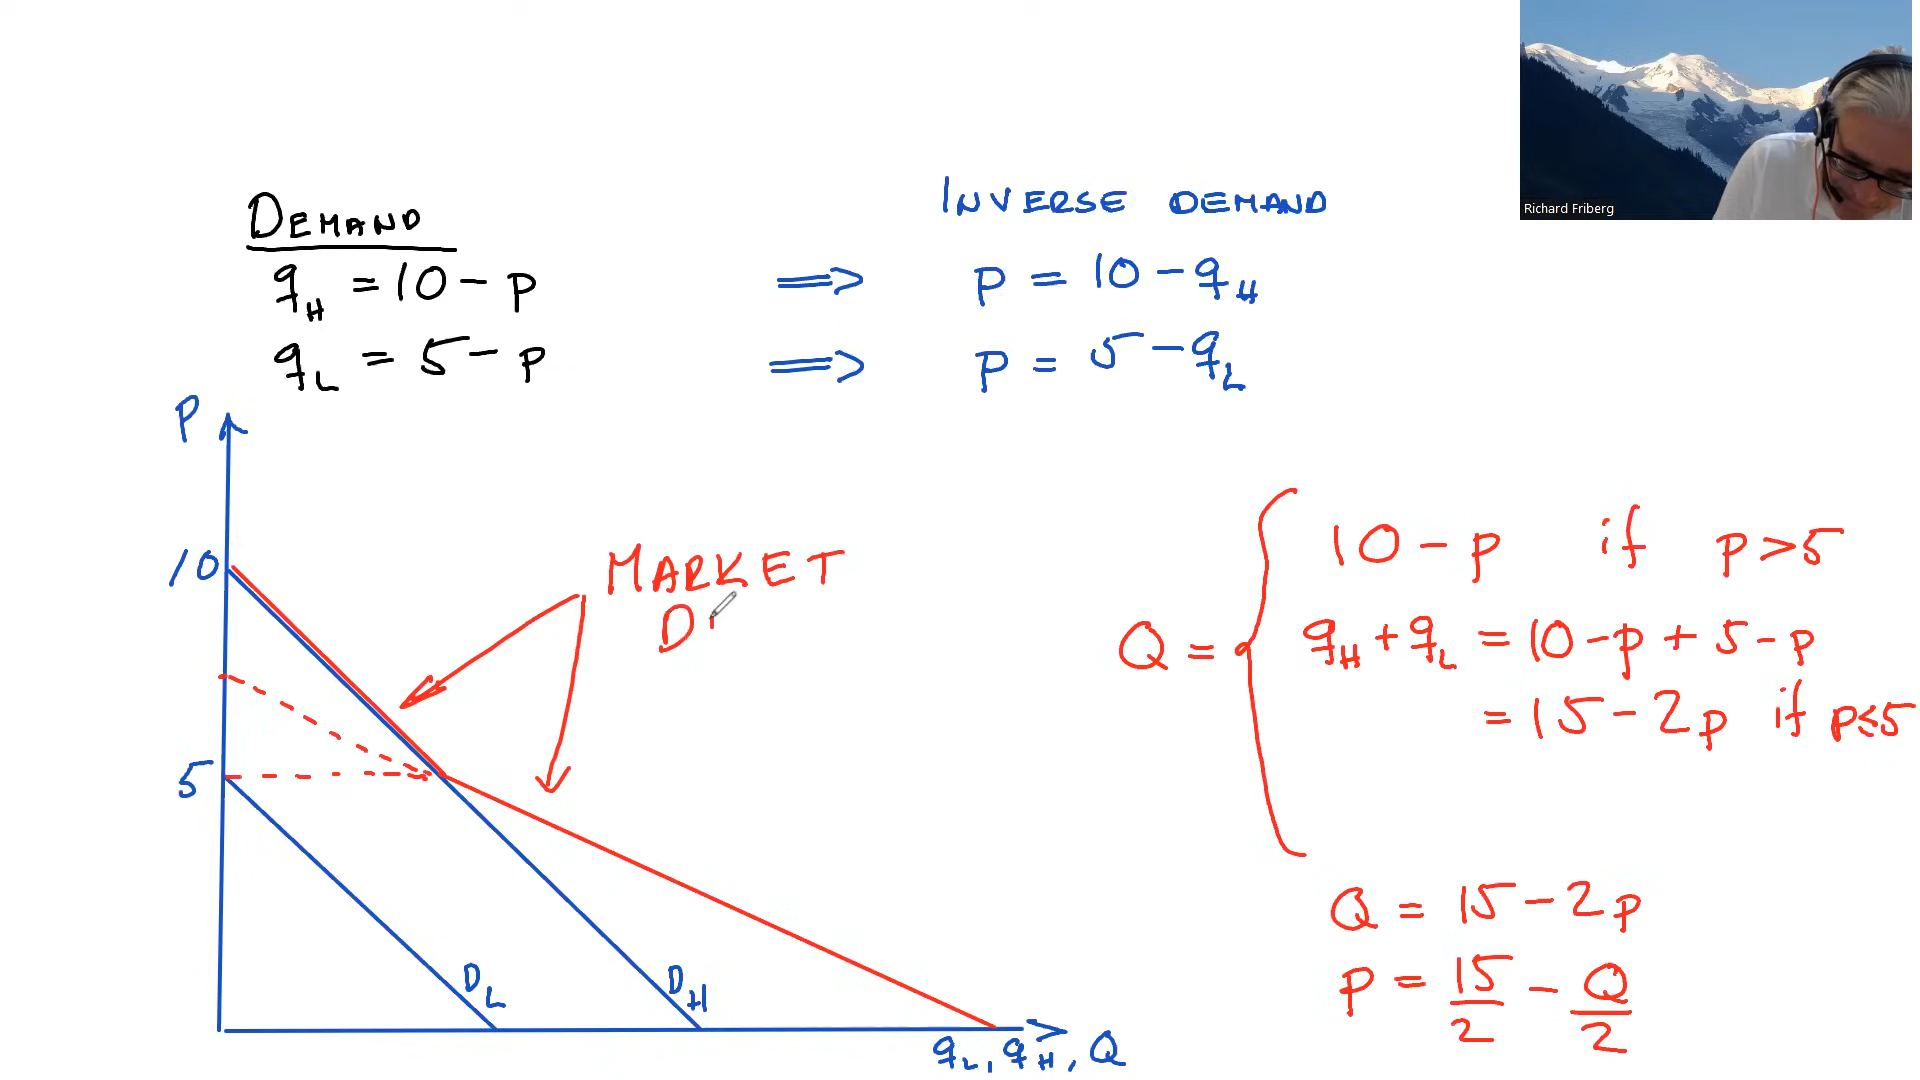 Richard Friberg
DEMAND
q_H = 10 - p
q_L = 5 - p
INVERSE DEMAND
⟹ p = 10 - q_H
⟹ p = 5 - q_L
P
10
5
MARKET
D
D_L
D_H
q_L, q_H, Q
Q = { 10 - p if p > 5
q_H + q_L = 10 - p + 5 - p
= 15 - 2p if p ≤ 5
Q = 15 - 2p
P = 15/2 - Q/2